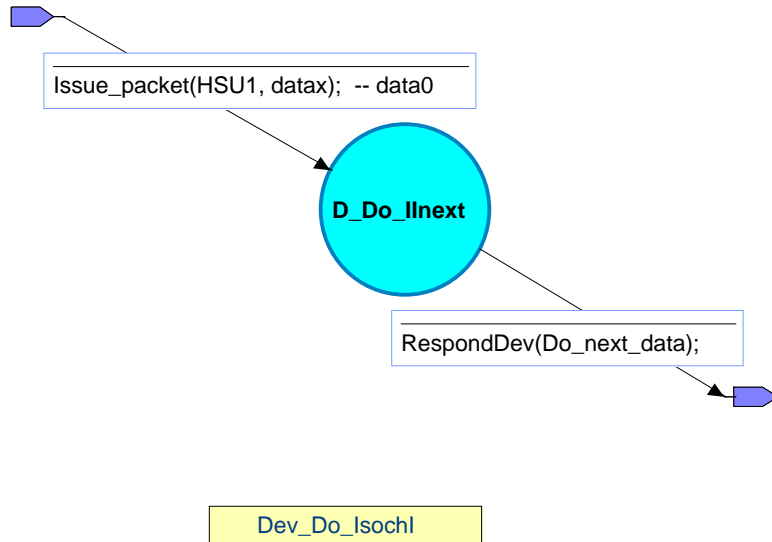 Issue_packet(HSU1, datax);  -- data0
D_Do_IInext
RespondDev(Do_next_data);
Dev_Do_IsochI